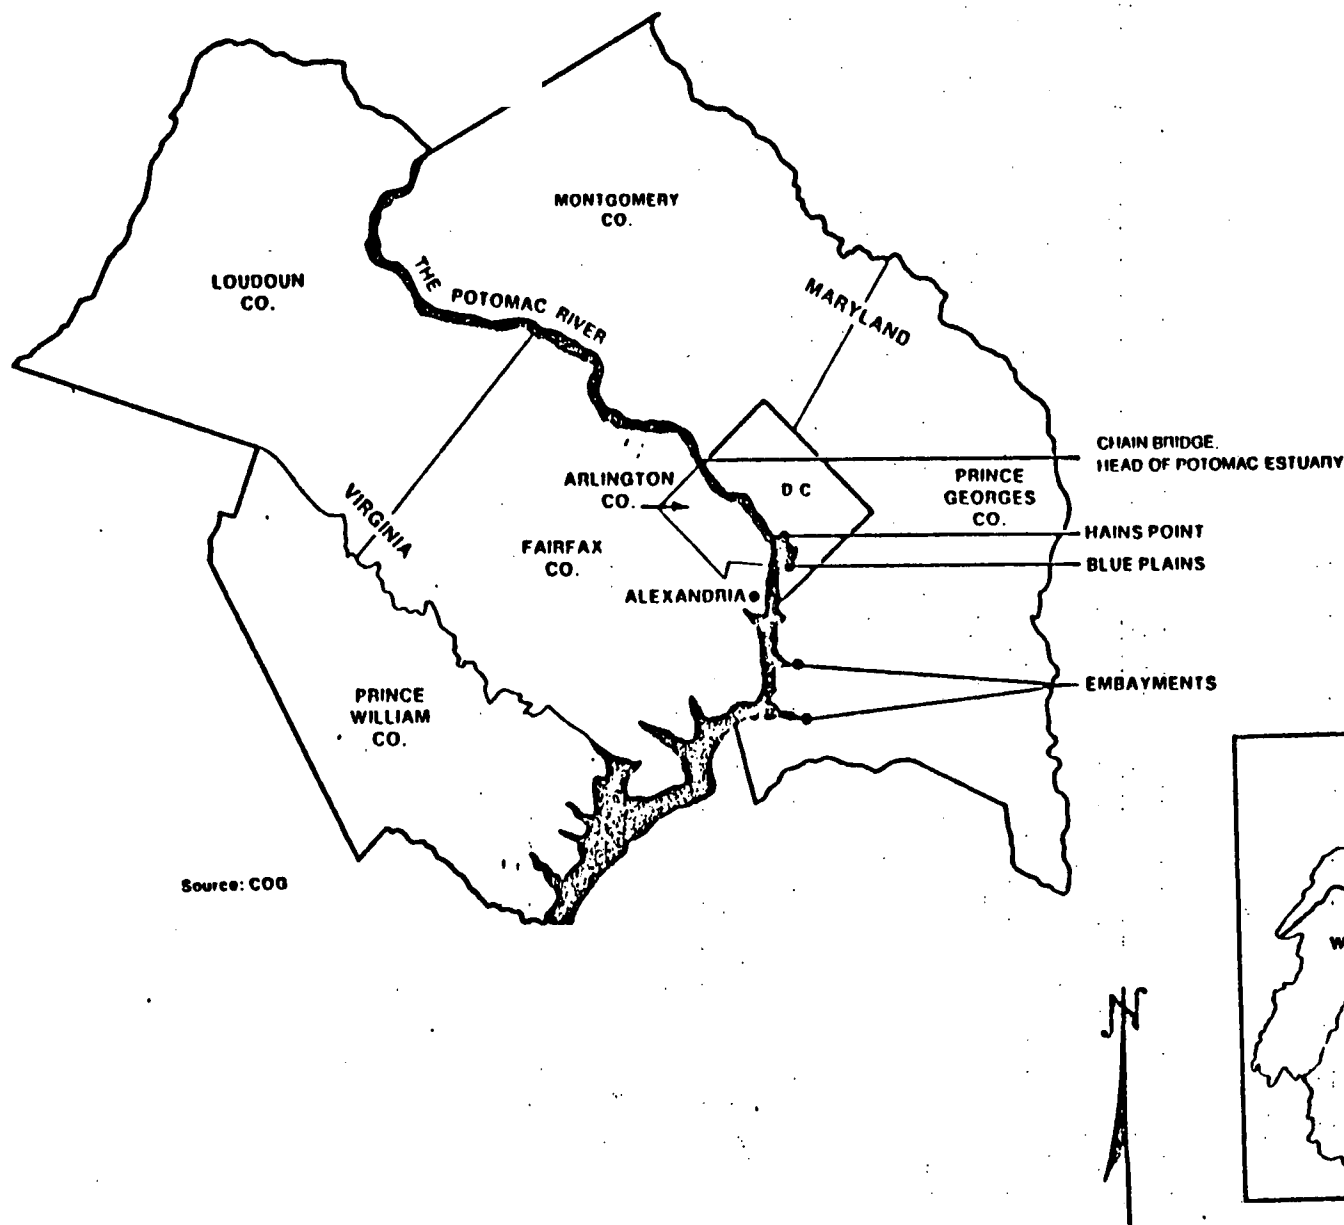 MONTGOMERY
CO.
LOUDOUN
CO.
THE POTOMAC RIVER
MARYLAND
CHAIN BRIDGE.
HEAD OF POTOMAC ESTUARY
ARLINGTON
CO.
D C
PRINCE
GEORGES
CO.
VIRGINIA
HAINS POINT
FAIRFAX
CO.
BLUE PLAINS
ALEXANDRIA
EMBAYMENTS
PRINCE
WILLIAM
CO.
Source: COG
W
N